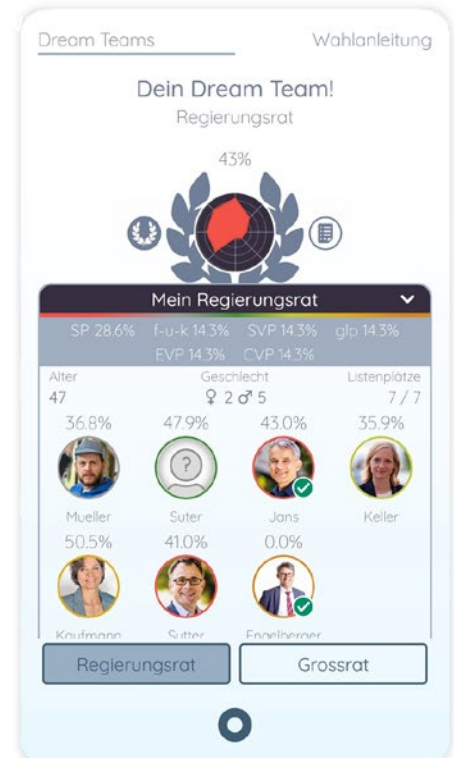 Dream Teams Wahlanleitung
Dein Dream Team!
Regierungsrat
43%
Mein Regierungsrat
SP 28.6% f-u-k 14.3% SVP 14.3% glp 14.3%
EVP 14.3% CVP 14.3%
Alter Geschlecht Listenplätze
47 ♀ 2 ♂ 5 7 / 7
36.8% 47.9% 43.0% 35.9%
?
Mueller Suter Jans Keller
50.5% 41.0% 0.0%
Kaufmann Sutter Engelberger
Regierungsrat Grossrat